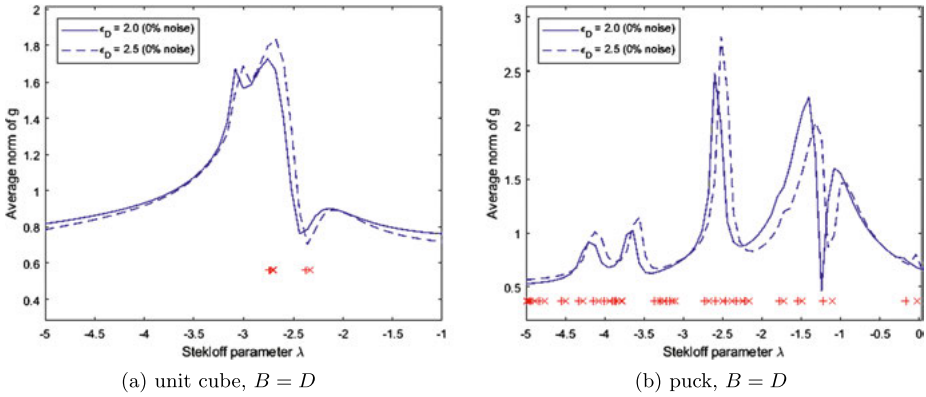 2
1.8
1.6
1.4
1.2
1
0.8
0.6
0.4
Average norm of g
ϵ_D = 2.0 (0% noise)
ϵ_D = 2.5 (0% noise)
-5 -4.5 -4 -3.5 -3 -2.5 -2 -1.5 -1
Stekloff parameter λ
(a) unit cube, B = D
3
2.5
2
1.5
1
0.5
Average norm of g
ϵ_D = 2.0 (0% noise)
ϵ_D = 2.5 (0% noise)
-5 -4.5 -4 -3.5 -3 -2.5 -2 -1.5 -1 -0.5 0
Stekloff parameter λ
(b) puck, B = D